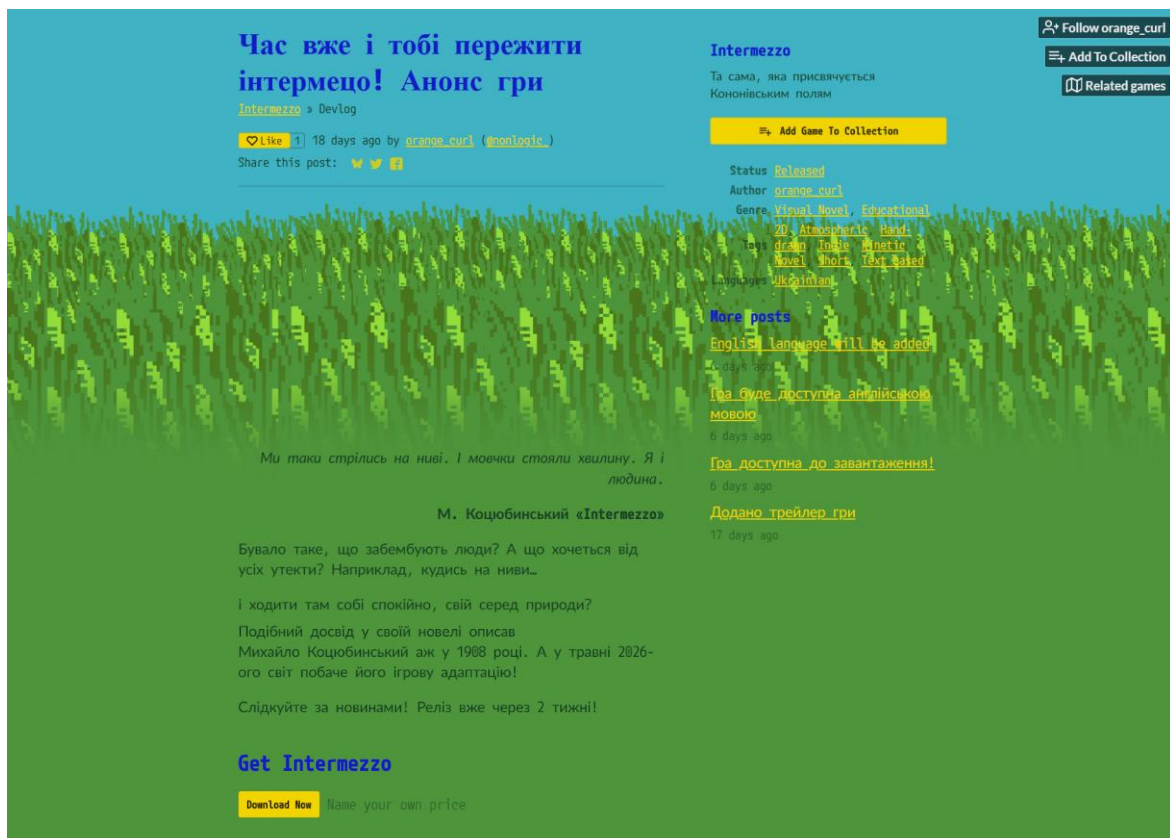 Час вже і тобі пережити
інтермецо! Анонс гри
Intermezzo » Devlog
Like 1 18 days ago by orange_curl (@nonlogic_)
Share this post:
Ми таки стрілись на ниві. І мовчки стояли хвилину. Я і
людина.
М. Коцюбинський «Intermezzo»
Бувало таке, що забембують люди? А що хочеться від
усіх утекти? Наприклад, кудись на ниви…
і ходити там собі спокійно, свій серед природи?
Подібний досвід у своїй новелі описав
Михайло Коцюбинський аж у 1908 році. А у травні 2026-
ого світ побаче його ігрову адаптацію!
Слідкуйте за новинами! Реліз вже через 2 тижні!
Get Intermezzo
Download Now Name your own price
Intermezzo
Та сама, яка присвячується
Кононівським полям
Add Game To Collection
Status Released
Author orange_curl
Genre Visual Novel, Educational
2D, Atmospheric, Hand-
Tags drawn, Indie, Kinetic
Novel, Short, Text based
Languages Ukrainian
More posts
English language will be added
6 days ago
Гра буде доступна англійською
мовою
6 days ago
Гра доступна до завантаження!
6 days ago
Додано трейлер гри
17 days ago
Follow orange_curl
Add To Collection
Related games